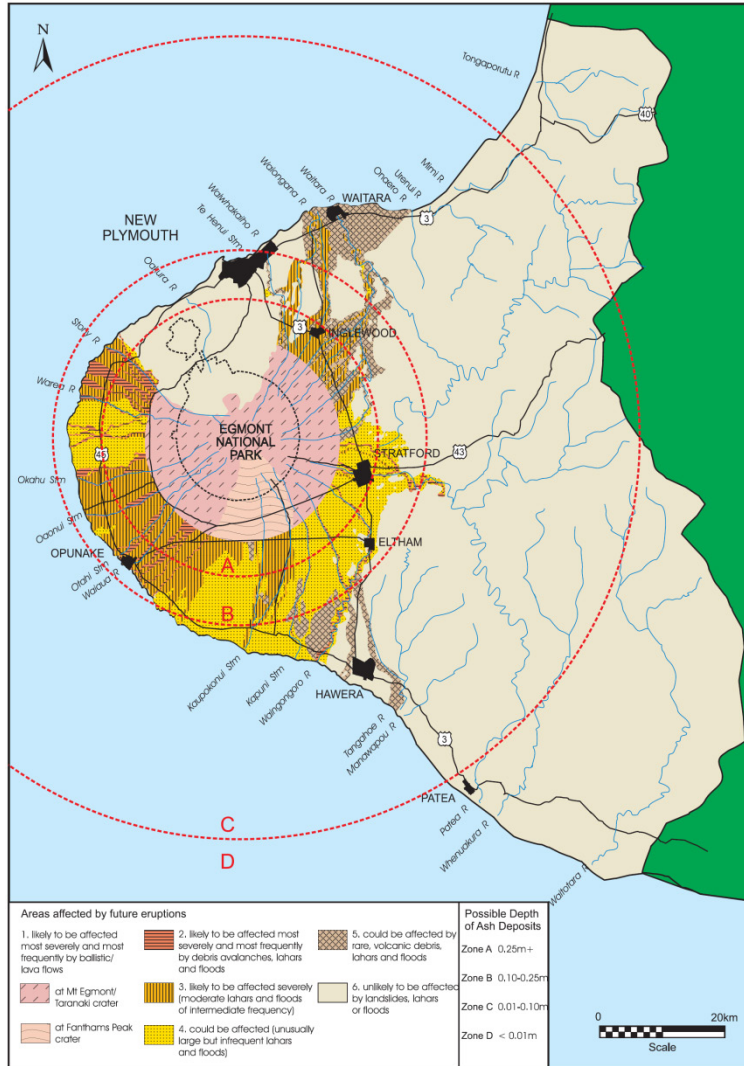 N
Tongaporutu R
40
Mimi R
Urenui R
Onaero R
Waitara R
Waiongana R
WAITARA
3
Waiwhakaiho R
Te Henui Stm
NEW
PLYMOUTH
Oakura R
3
INGLEWOOD
Stony R
Warea R
EGMONT
NATIONAL
PARK
43
STRATFORD
45
Okahu Stm
Oaonui Stm
OPUNAKE
ELTHAM
Otahi Stm
Waiaua R
A
B
Kaupokonui Stm
Kapuni Stm
Waingongoro R
HAWERA
Tangahoe R
Manawapou R
3
PATEA
Patea R
Whenuakura R
Waitotara R
C
D
Areas affected by future eruptions
1. likely to be affected
most severely and most
frequently by ballistic/
lava flows
at Mt Egmont/
Taranaki crater
at Fanthams Peak
crater
2. likely to be affected most
severely and most frequently
by debris avalanches, lahars
and floods
3. likely to be affected severely
(moderate lahars and floods
of intermediate frequency)
4. could be affected (unusually
large but infrequent lahars
and floods)
5. could be affected by
rare, volcanic debris,
lahars and floods
6. unlikely to be affected
by landslides, lahars
or floods
Possible Depth
of Ash Deposits
Zone A 0.25m+
Zone B 0.10-0.25m
Zone C 0.01-0.10m
Zone D < 0.01m
0 20km
Scale